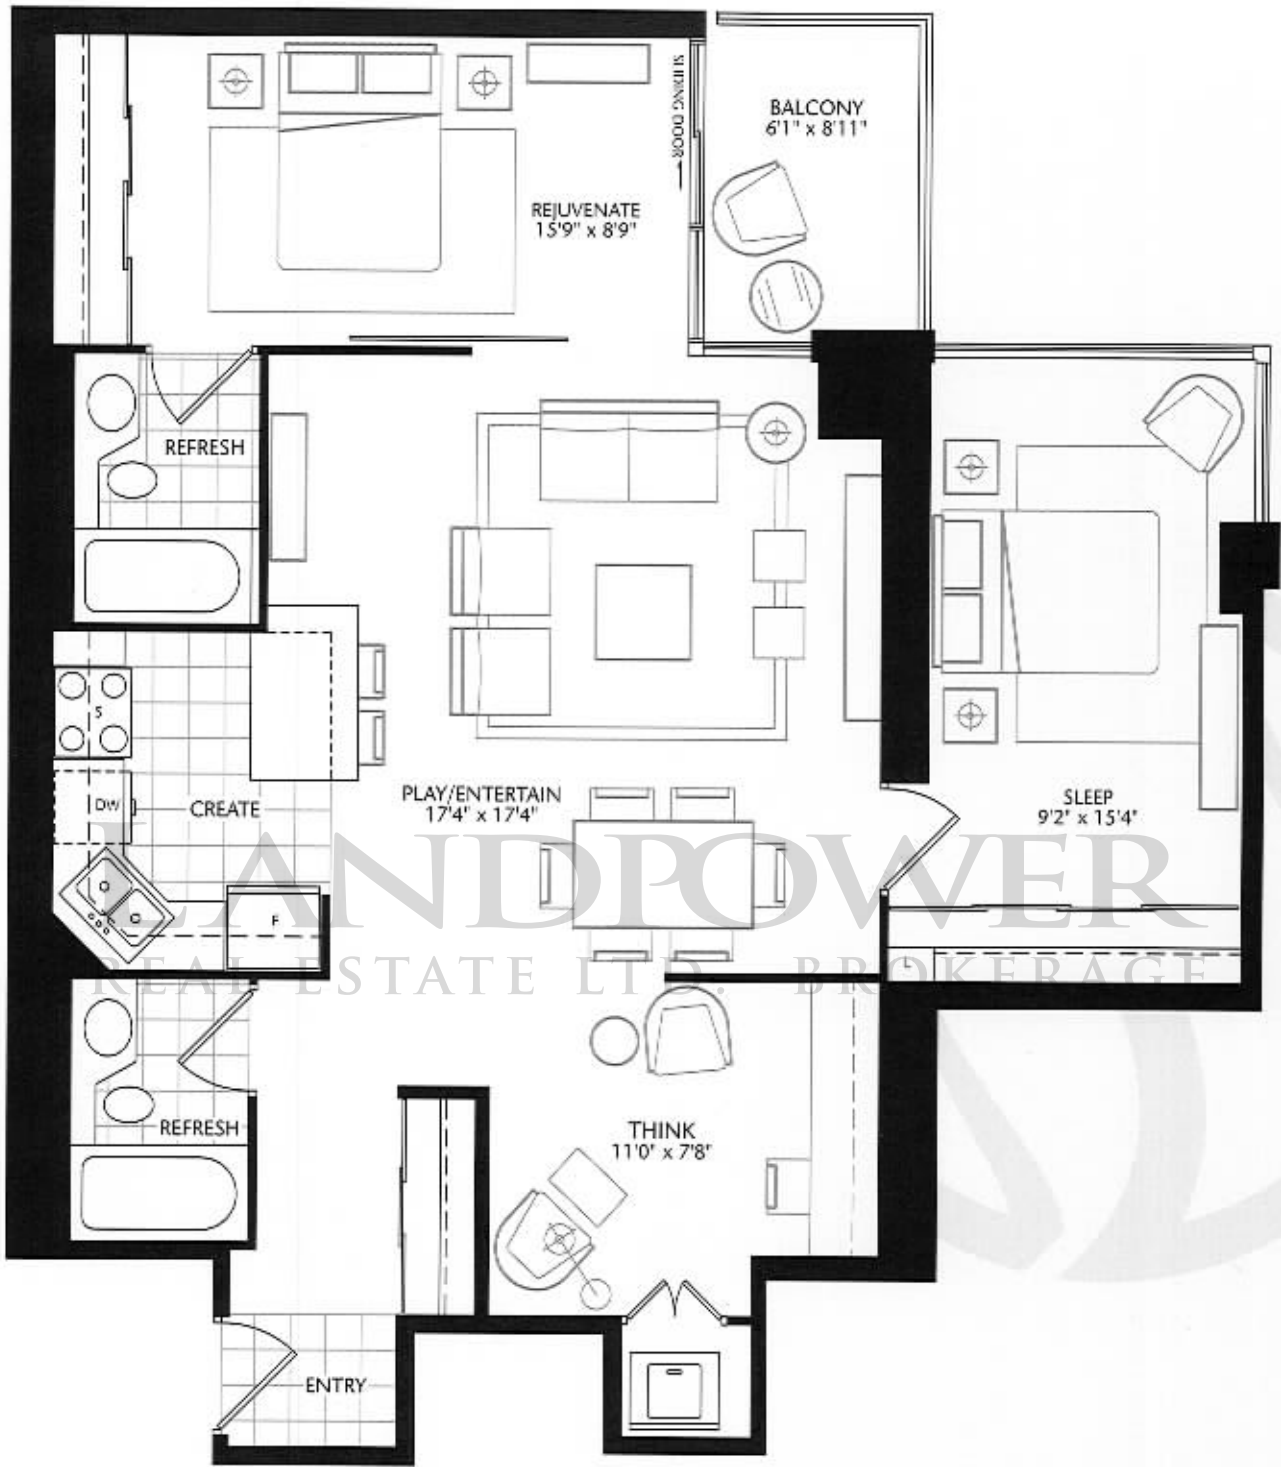 SLIDING DOOR
BALCONY
6'1" x 8'11"
REJUVENATE
15'9" x 8'9"
REFRESH
S
DW
CREATE
PLAY/ENTERTAIN
17'4" x 17'4"
SLEEP
9'2" x 15'4"
LANDPOWER
F
L
REAL ESTATE LTD. BROKERAGE
REFRESH
THINK
11'0" x 7'8"
ENTRY